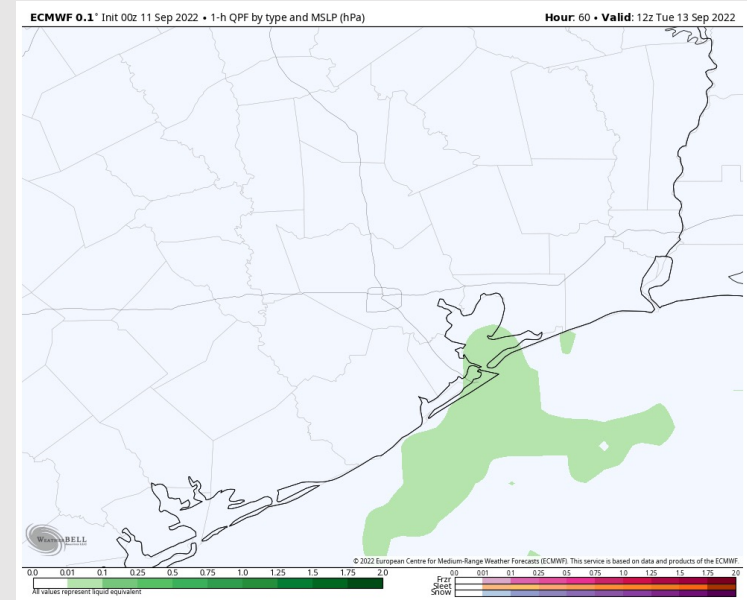 ECMWF 0.1° Init 00z 11 Sep 2022 • 1-h QPF by type and MSLP (hPa)
Hour: 60 • Valid: 12z Tue 13 Sep 2022
WeatherBELL
© 2022 European Centre for Medium-Range Weather Forecasts (ECMWF). This service is based on data and products of the ECMWF.
0.0 0.01 0.1 0.25 0.5 0.75 1.0 1.25 1.5 1.75 2.0
All values represent liquid equivalent
0.0 0.01 0.1 0.25 0.5 0.75 1.0 1.25 1.5 1.75 2.0
Frzr
Sleet
Snow